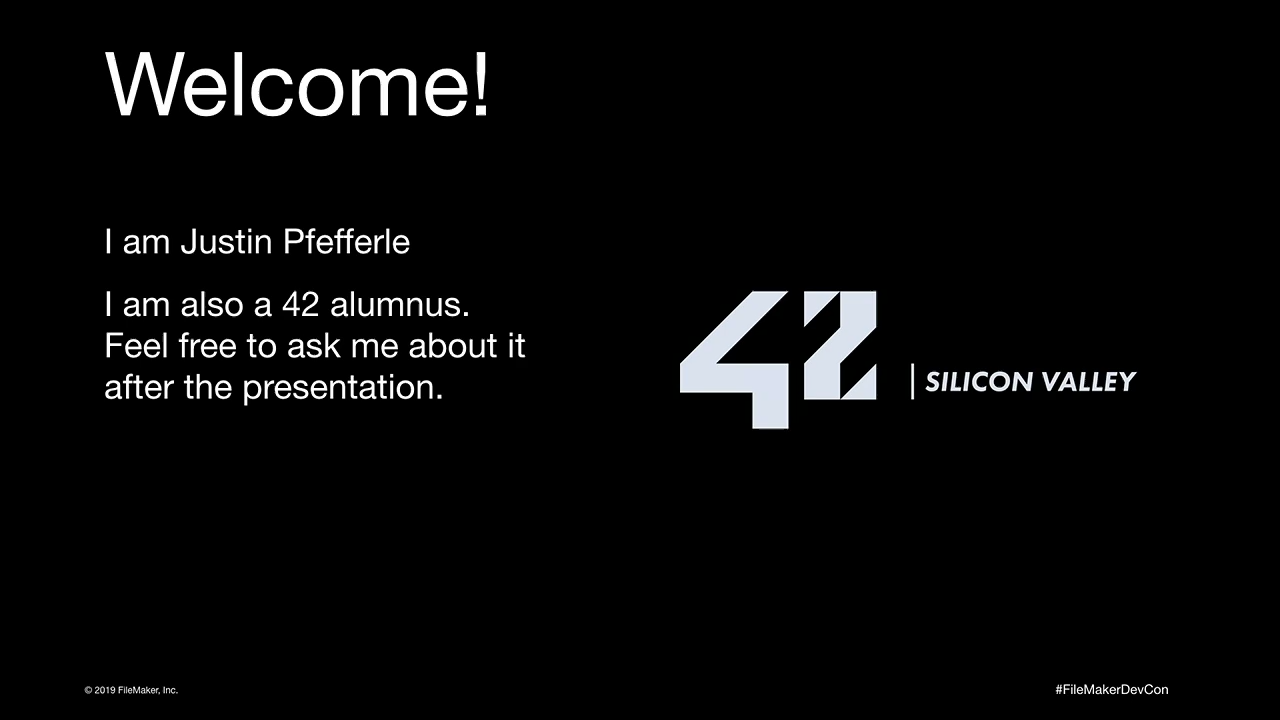 Welcome!
I am Justin Pfefferle
I am also a 42 alumnus.
Feel free to ask me about it
after the presentation.
42 | SILICON VALLEY
© 2019 FileMaker, Inc.
#FileMakerDevCon